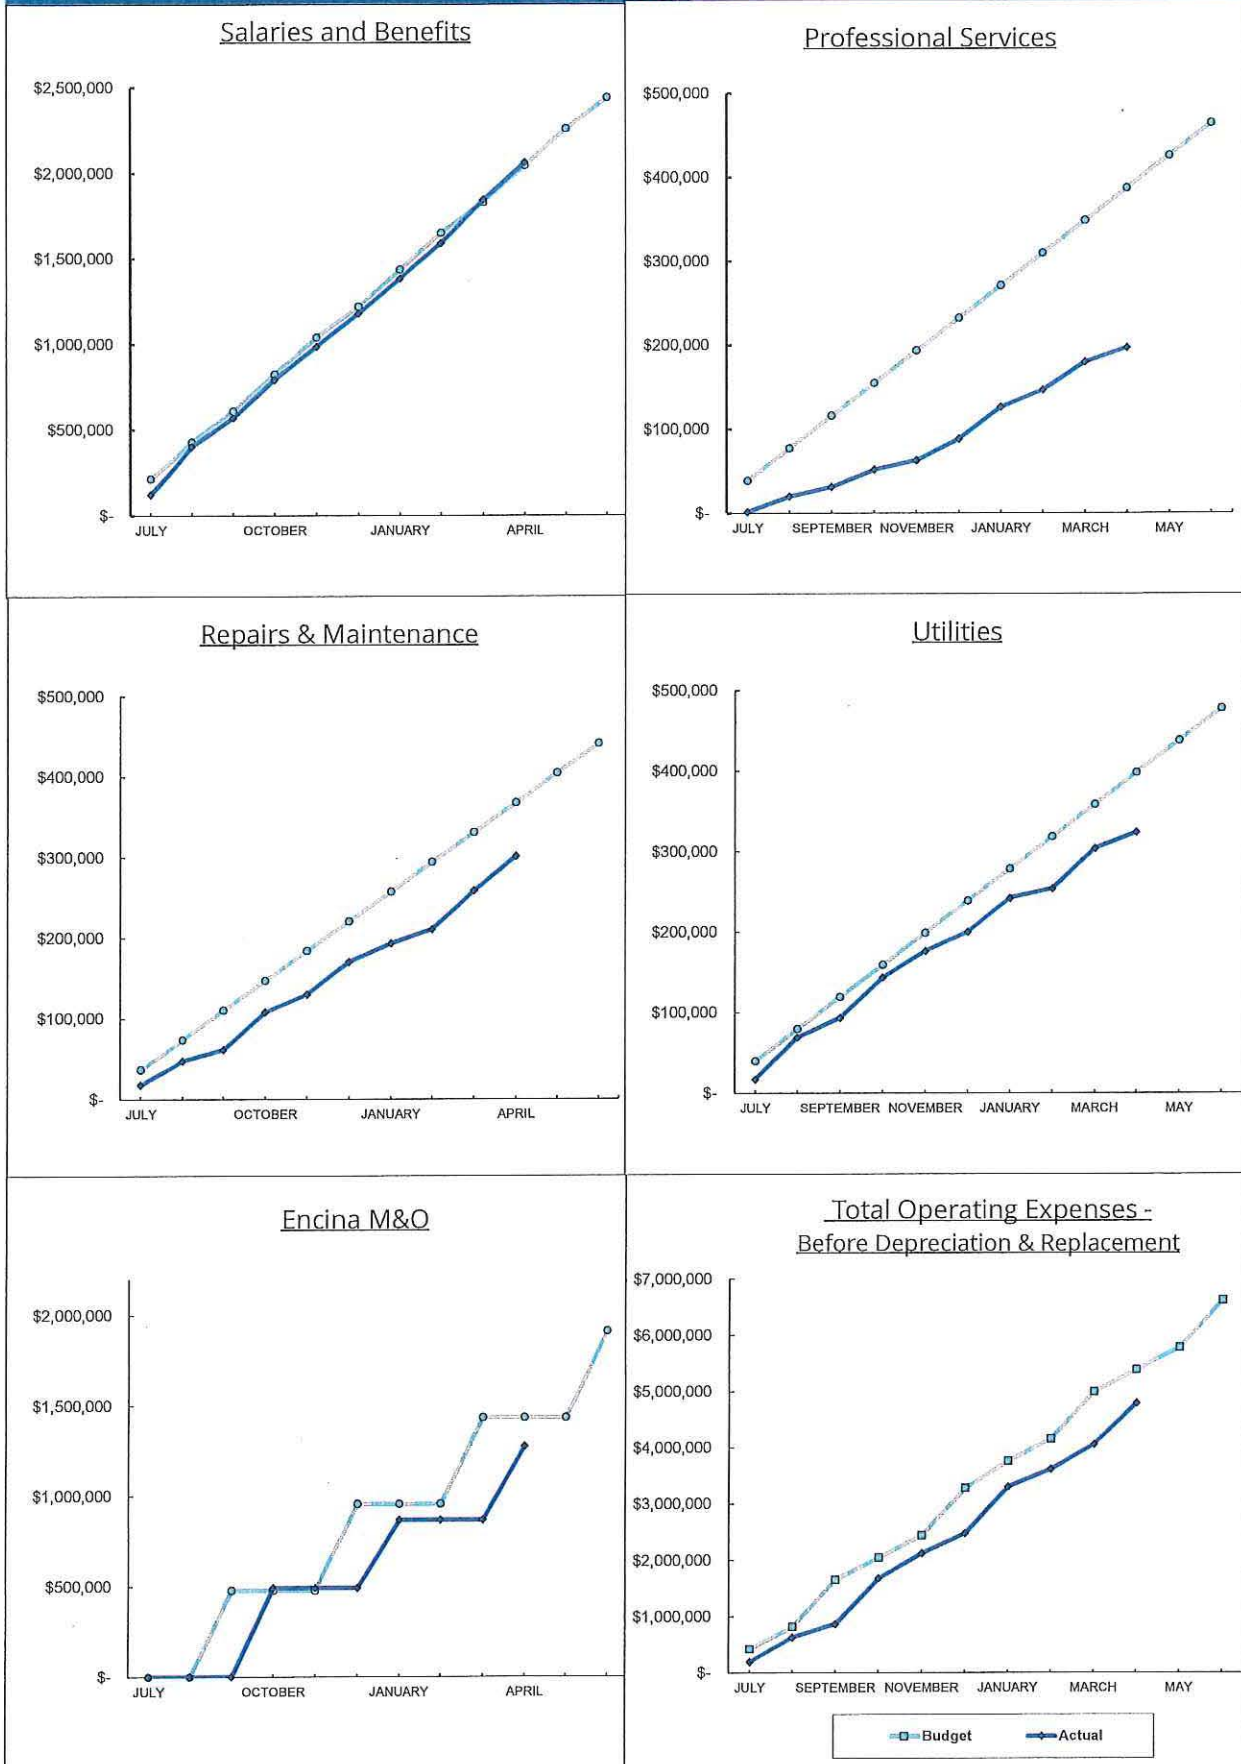 Salaries and Benefits
$2,500,000
$2,000,000
$1,500,000
$1,000,000
$500,000
$-
JULY OCTOBER JANUARY APRIL
Professional Services
$500,000
$400,000
$300,000
$200,000
$100,000
$-
JULY SEPTEMBER NOVEMBER JANUARY MARCH MAY
Repairs & Maintenance
$500,000
$400,000
$300,000
$200,000
$100,000
$-
JULY OCTOBER JANUARY APRIL
Utilities
$500,000
$400,000
$300,000
$200,000
$100,000
$-
JULY SEPTEMBER NOVEMBER JANUARY MARCH MAY
Encina M&O
$2,000,000
$1,500,000
$1,000,000
$500,000
$-
JULY OCTOBER JANUARY APRIL
Total Operating Expenses -
Before Depreciation & Replacement
$7,000,000
$6,000,000
$5,000,000
$4,000,000
$3,000,000
$2,000,000
$1,000,000
$-
JULY SEPTEMBER NOVEMBER JANUARY MARCH MAY
Budget Actual